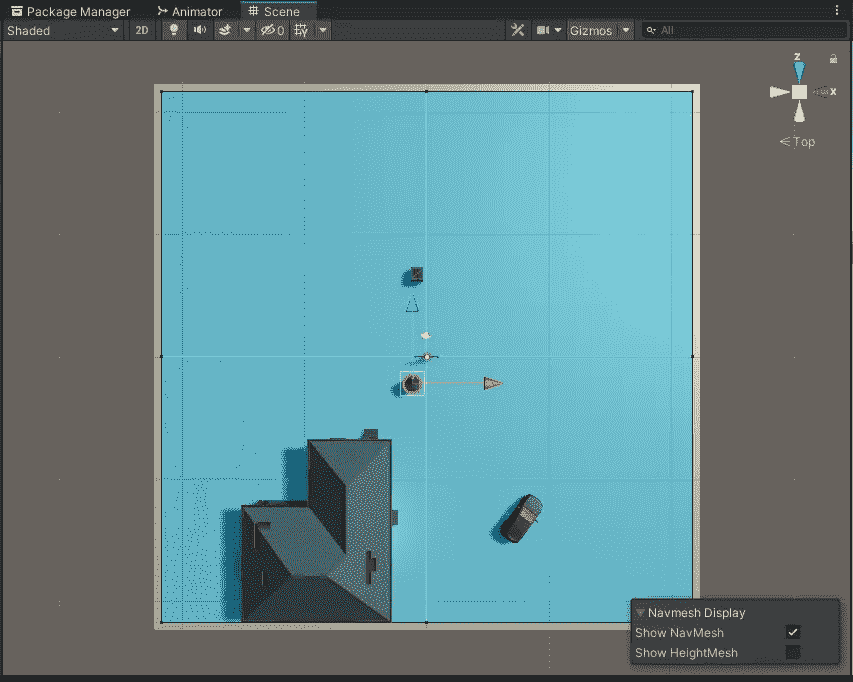 Package Manager Animator Scene
Shaded 2D 0 Gizmos All
z
x
Top
Navmesh Display
Show NavMesh
Show HeightMesh